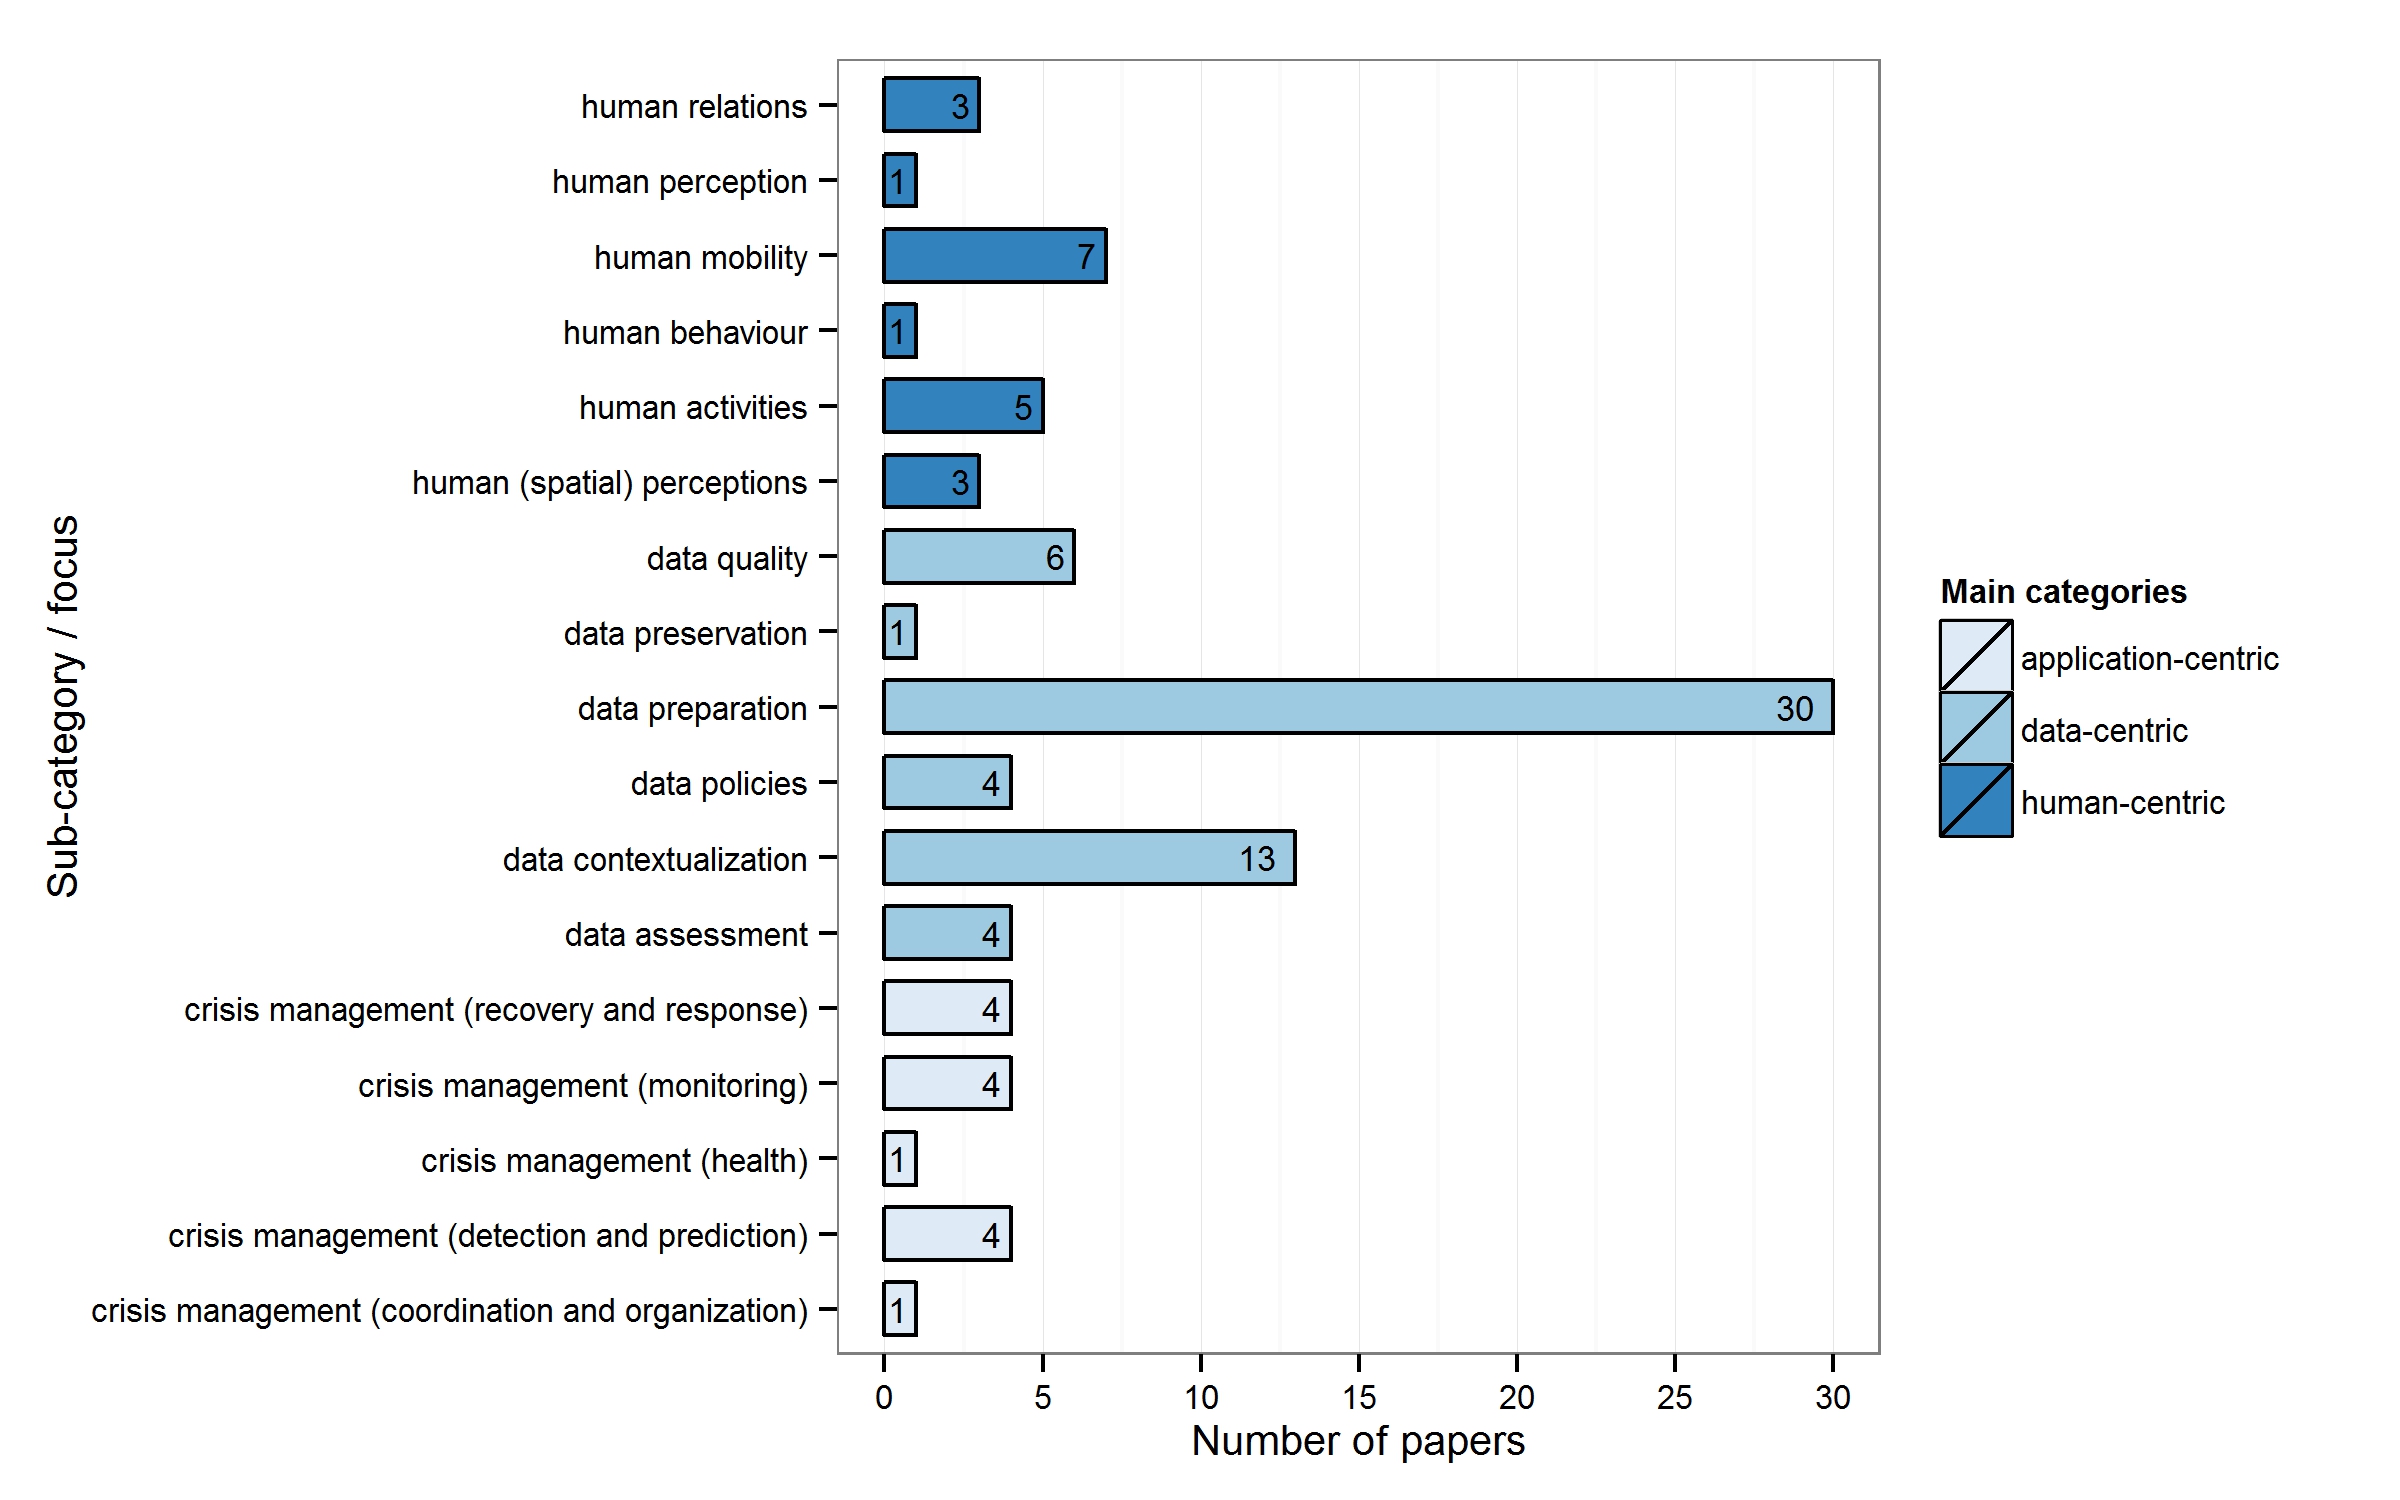 human relations 3
human perception 1
human mobility 7
human behaviour 1
human activities 5
human (spatial) perceptions 3
data quality 6
data preservation 1
data preparation 30
data policies 4
data contextualization 13
data assessment 4
crisis management (recovery and response) 4
crisis management (monitoring) 4
crisis management (health) 1
crisis management (detection and prediction) 4
crisis management (coordination and organization) 1
Sub-category / focus
0 5 10 15 20 25 30
Number of papers
Main categories
application-centric
data-centric
human-centric